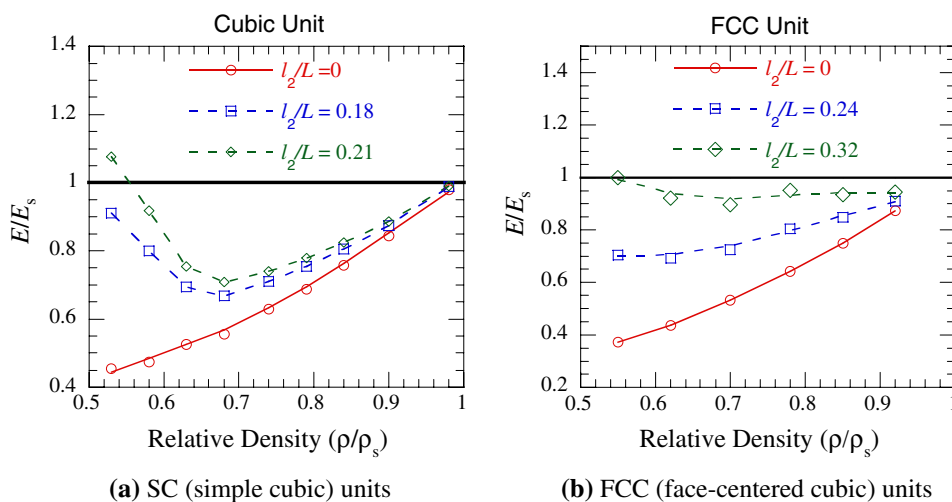 Cubic Unit
1.4
1.2
1
0.8
0.6
0.4
E/Eₛ
l₂/L =0
l₂/L = 0.18
l₂/L = 0.21
0.5 0.6 0.7 0.8 0.9 1
Relative Density (ρ/ρₛ)
(a) SC (simple cubic) units
FCC Unit
1.4
1.2
1
0.8
0.6
0.4
0.2
E/Eₛ
l₂/L = 0
l₂/L = 0.24
l₂/L = 0.32
0.5 0.6 0.7 0.8 0.9
Relative Density (ρ/ρₛ)
(b) FCC (face-centered cubic) units